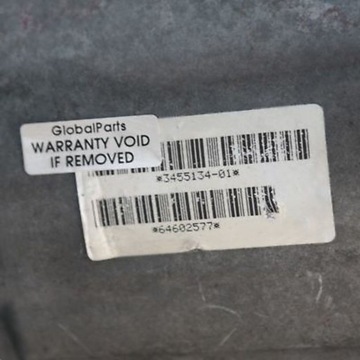 GlobalParts
WARRANTY VOID
IF REMOVED
*3455134-01*
*64602577*